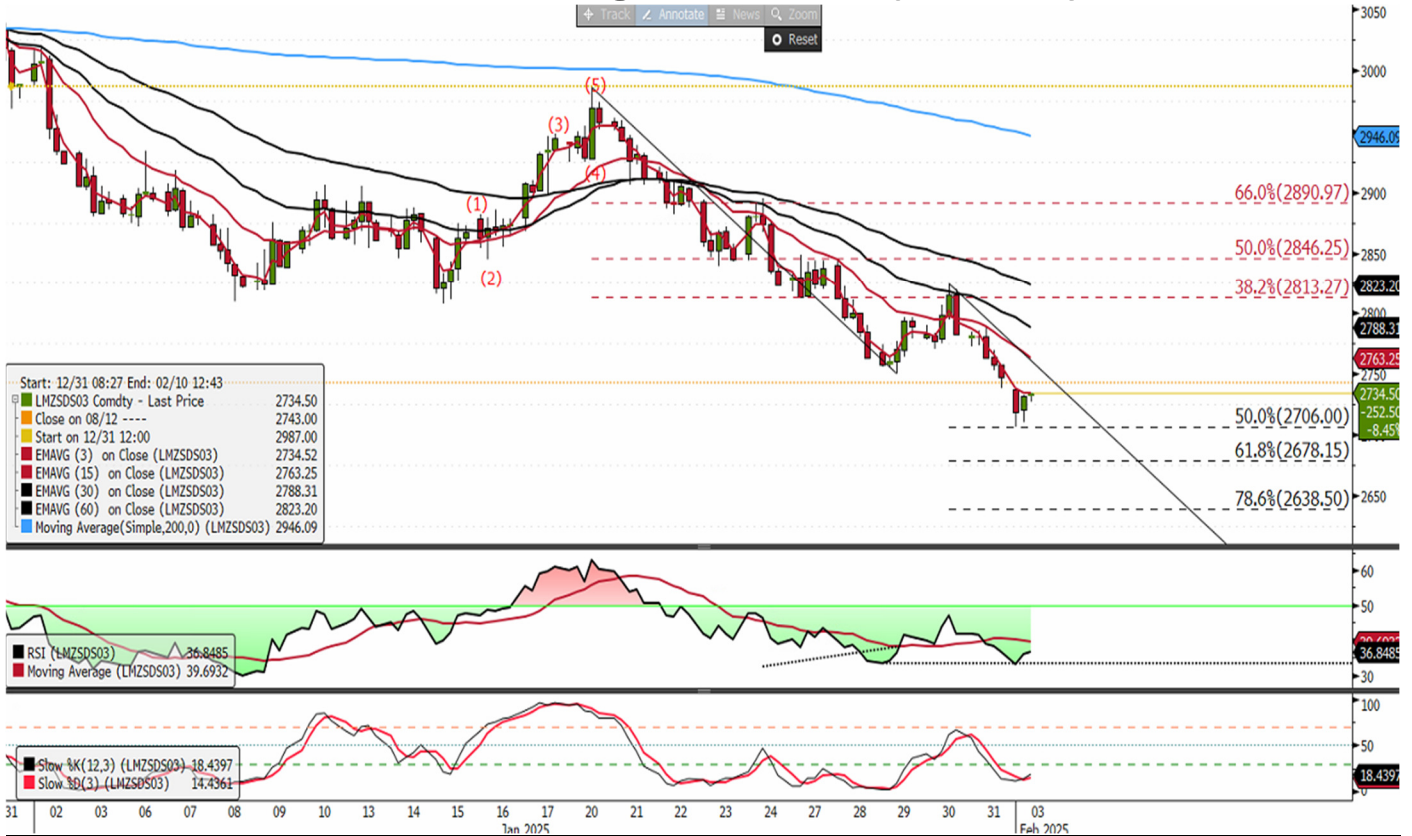 Track Annotate News Zoom
Reset
3050
3000
2946.09
2900
2850
2823.20
2800
2788.31
2763.25
2750
2734.50
-252.50
-8.45%
2650
(1)
(2)
(3)
(4)
(5)
66.0%(2890.97)
50.0%(2846.25)
38.2%(2813.27)
50.0%(2706.00)
61.8%(2678.15)
78.6%(2638.50)
Start: 12/31 08:27 End: 02/10 12:43
LMZSDS03 Comdty - Last Price 2734.50
Close on 08/12 ---- 2743.00
Start on 12/31 12:00 2987.00
EMAVG (3) on Close (LMZSDS03) 2734.52
EMAVG (15) on Close (LMZSDS03) 2763.25
EMAVG (30) on Close (LMZSDS03) 2788.31
EMAVG (60) on Close (LMZSDS03) 2823.20
Moving Average(Simple,200,0) (LMZSDS03) 2946.09
60
50
36.8485
30
RSI (LMZSDS03) 36.8485
Moving Average (LMZSDS03) 39.6932
100
50
18.4397
0
Slow %K(12,3) (LMZSDS03) 18.4397
Slow %D(3) (LMZSDS03) 14.4361
31 02 03 06 07 08 09 10 13 14 15 16 17 20 21 22 23 24 27 28 29 30 31 03
Jan 2025 Feb 2025